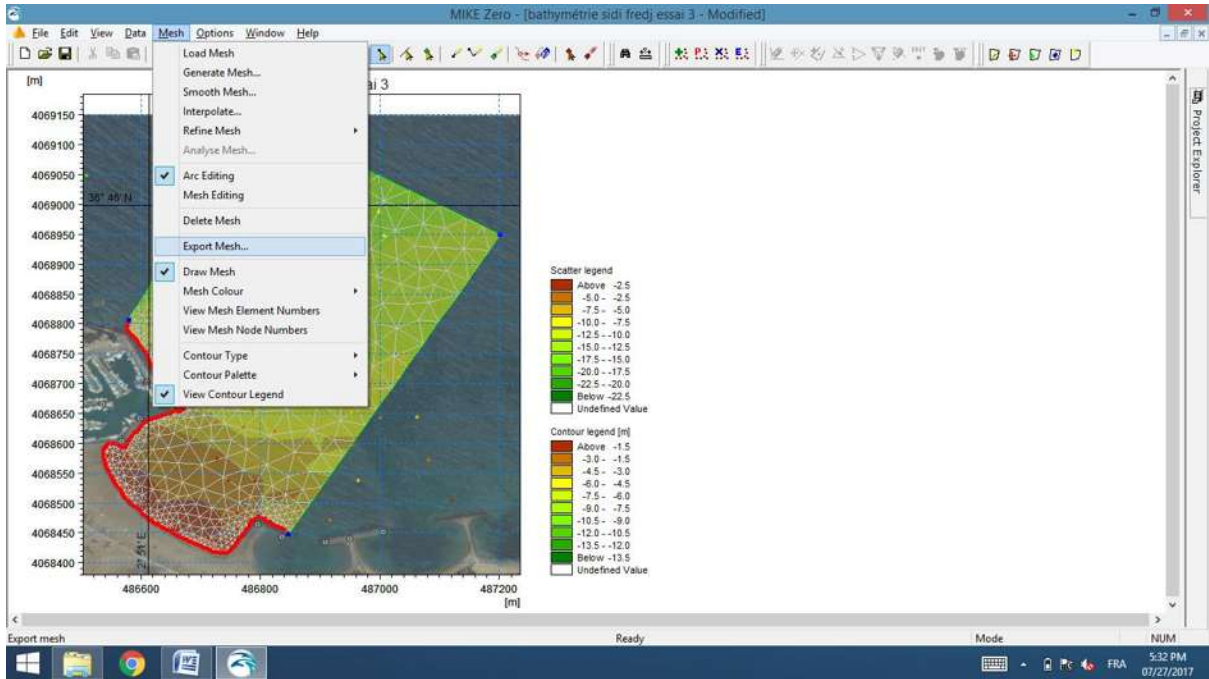 MIKE Zero - [bathymétrie sidi fredj essai 3 - Modified]
File Edit View Data Mesh Options Window Help
Load Mesh
Generate Mesh...
Smooth Mesh...
Interpolate...
Refine Mesh
Analyse Mesh...
Arc Editing
Mesh Editing
Delete Mesh
Export Mesh...
Draw Mesh
Mesh Colour
View Mesh Element Numbers
View Mesh Node Numbers
Contour Type
Contour Palette
View Contour Legend
[m]
ai 3
4069150
4069100
4069050
4069000
4068950
4068900
4068850
4068800
4068750
4068700
4068650
4068600
4068550
4068500
4068450
4068400
36° 46' N
2° 51' E
486600 486800 487000 487200
[m]
Scatter legend
Above -2.5
-5.0 - -2.5
-7.5 - -5.0
-10.0 - -7.5
-12.5 - -10.0
-15.0 - -12.5
-17.5 - -15.0
-20.0 - -17.5
-22.5 - -20.0
Below -22.5
Undefined Value
Contour legend [m]
Above -1.5
-3.0 - -1.5
-4.5 - -3.0
-6.0 - -4.5
-7.5 - -6.0
-9.0 - -7.5
-10.5 - -9.0
-12.0 - -10.5
-13.5 - -12.0
Below -13.5
Undefined Value
Project Explorer
Export mesh Ready Mode NUM
FRA 5:32 PM
07/27/2017